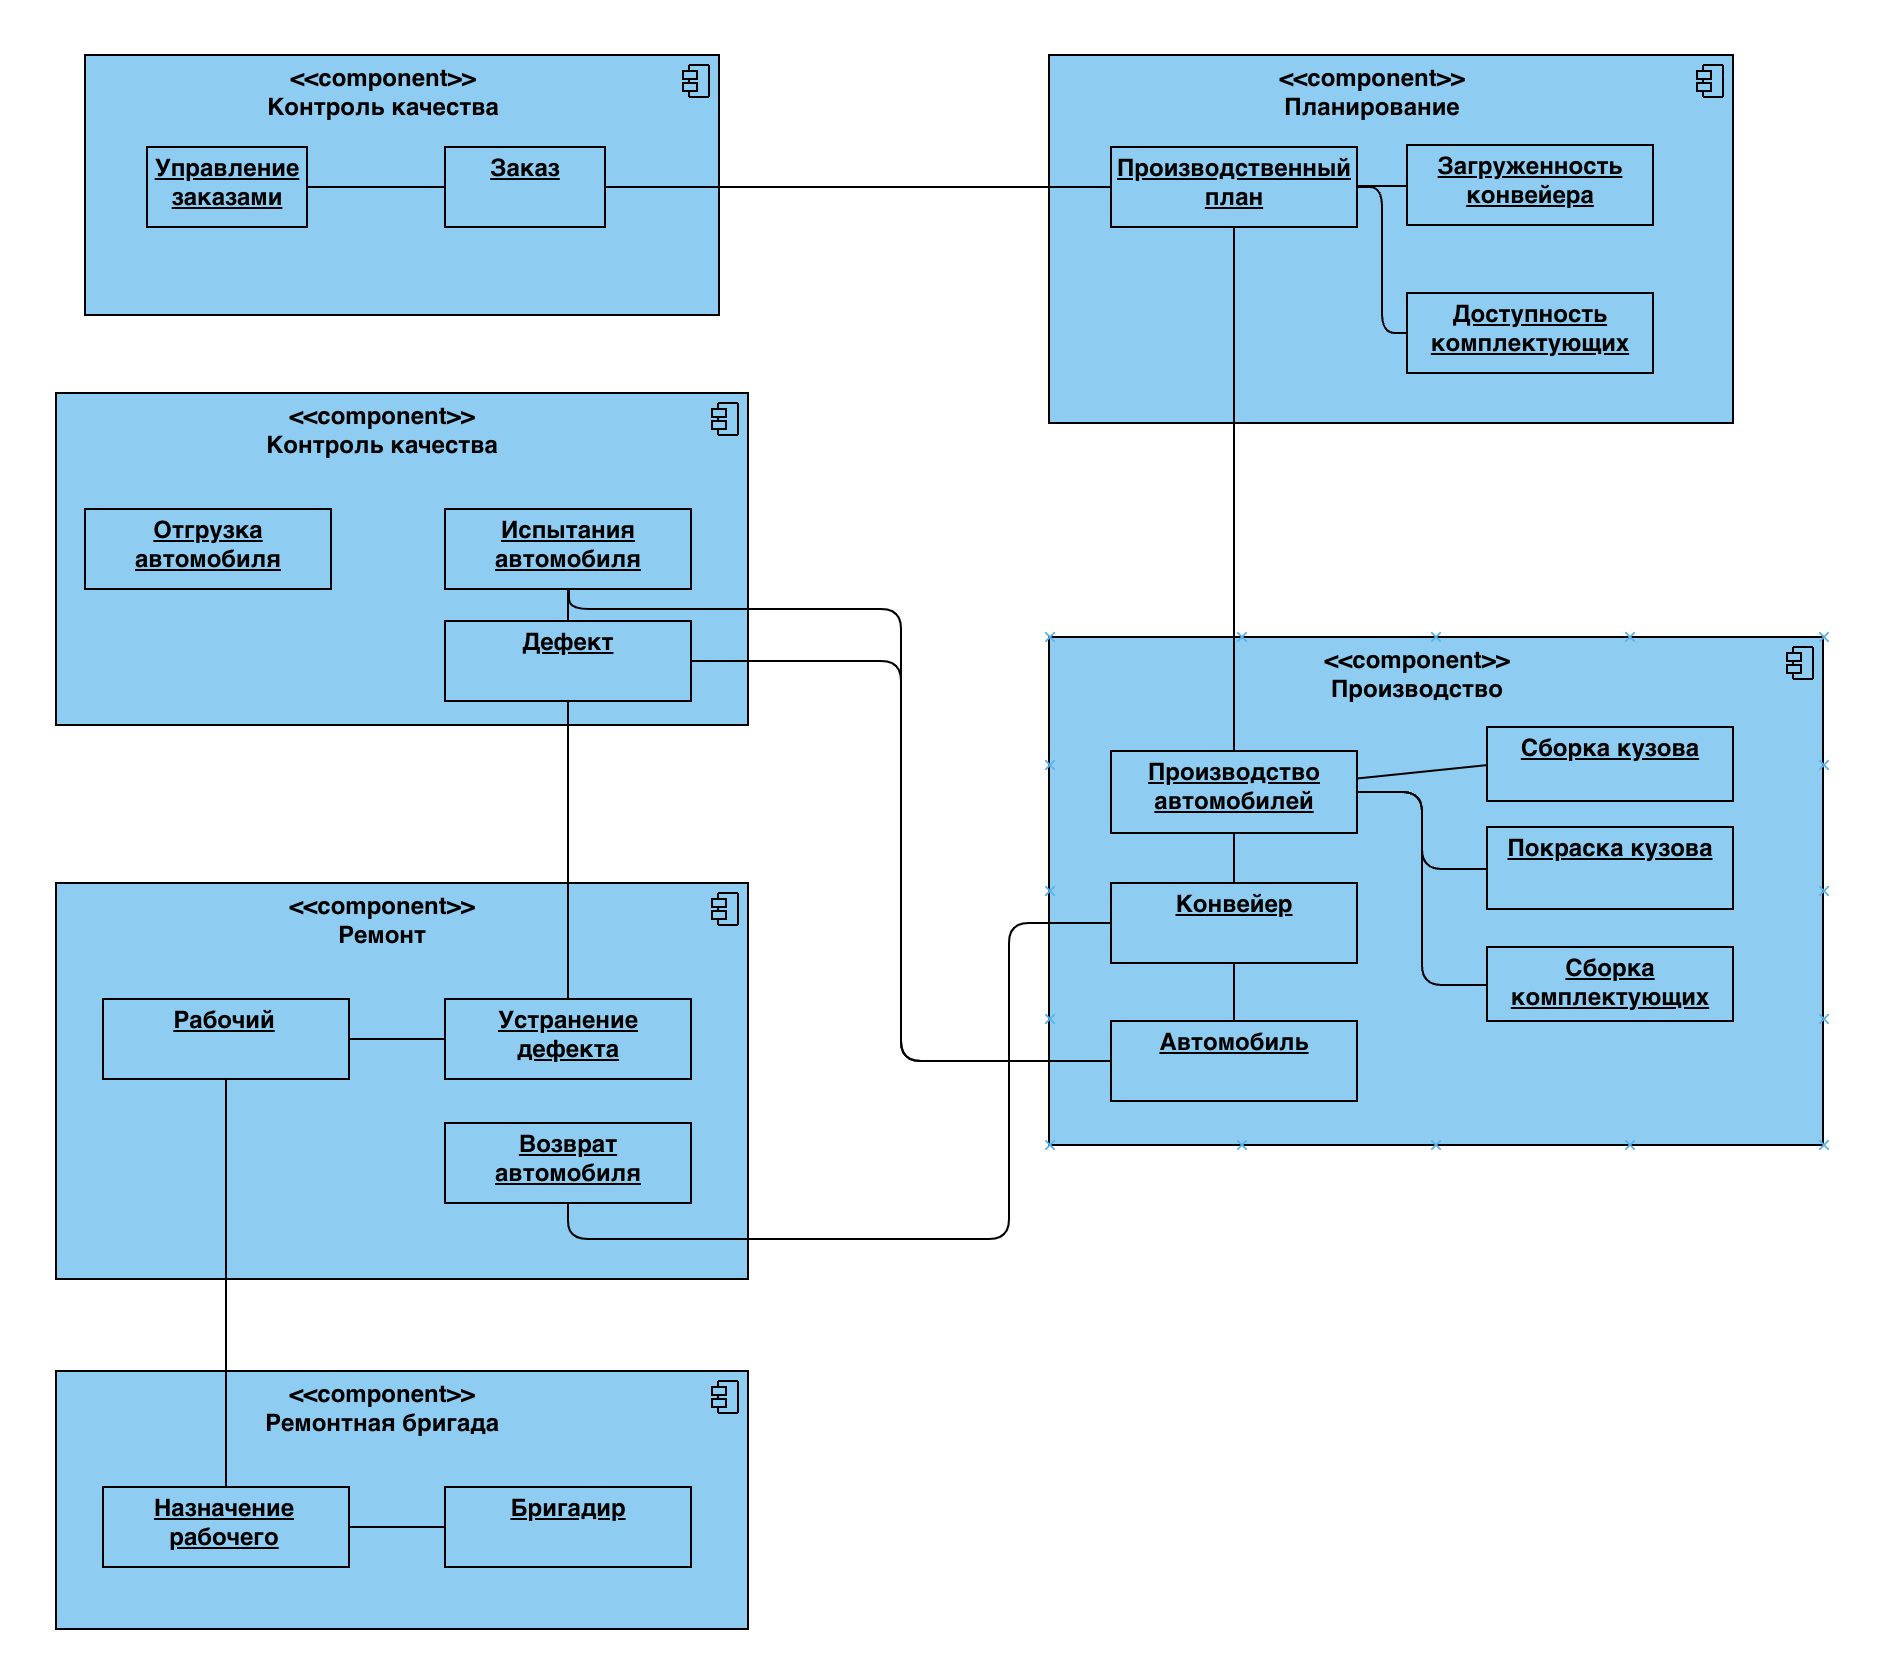 <<component>>
Контроль качества
Управление
заказами
Заказ
<<component>>
Планирование
Производственный
план
Загруженность
конвейера
Доступность
комплектующих
<<component>>
Контроль качества
Отгрузка
автомобиля
Испытания
автомобиля
Дефект
<<component>>
Производство
Производство
автомобилей
Сборка кузова
Покраска кузова
Конвейер
Сборка
комплектующих
Автомобиль
<<component>>
Ремонт
Рабочий
Устранение
дефекта
Возврат
автомобиля
<<component>>
Ремонтная бригада
Назначение
рабочего
Бригадир